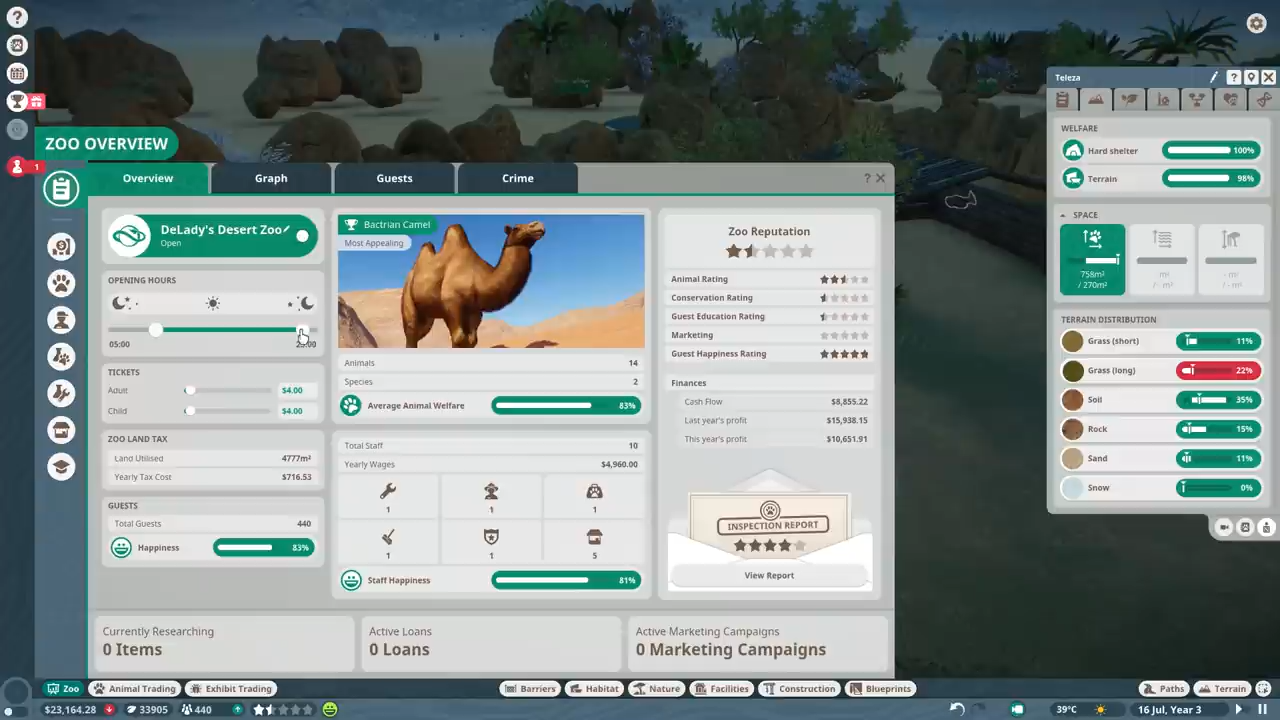 ?
ZOO OVERVIEW
1
Overview
Graph
Guests
Crime
? ×
DeLady's Desert Zoo
Open
OPENING HOURS
05:00
TICKETS
Adult
$4.00
Child
$4.00
ZOO LAND TAX
Land Utilised
4777m²
Yearly Tax Cost
$716.53
GUESTS
Total Guests
440
Happiness
83%
Bactrian Camel
Most Appealing
Animals
14
Species
2
Average Animal Welfare
83%
Total Staff
10
Yearly Wages
$4,960.00
1
1
1
1
1
5
Staff Happiness
81%
Zoo Reputation
Animal Rating
Conservation Rating
Guest Education Rating
Marketing
Guest Happiness Rating
Finances
Cash Flow
$8,855.22
Last year's profit
$15,938.15
This year's profit
$10,651.91
INSPECTION REPORT
View Report
Currently Researching
0 Items
Active Loans
0 Loans
Active Marketing Campaigns
0 Marketing Campaigns
Teleza
?
WELFARE
Hard shelter
100%
Terrain
98%
SPACE
758m²
/ 270m²
TERRAIN DISTRIBUTION
Grass (short)
11%
Grass (long)
22%
Soil
35%
Rock
15%
Sand
11%
Snow
0%
Zoo
Animal Trading
Exhibit Trading
Barriers
Habitat
Nature
Facilities
Construction
Blueprints
Paths
Terrain
$23,164.28
33905
440
39°C
16 Jul, Year 3